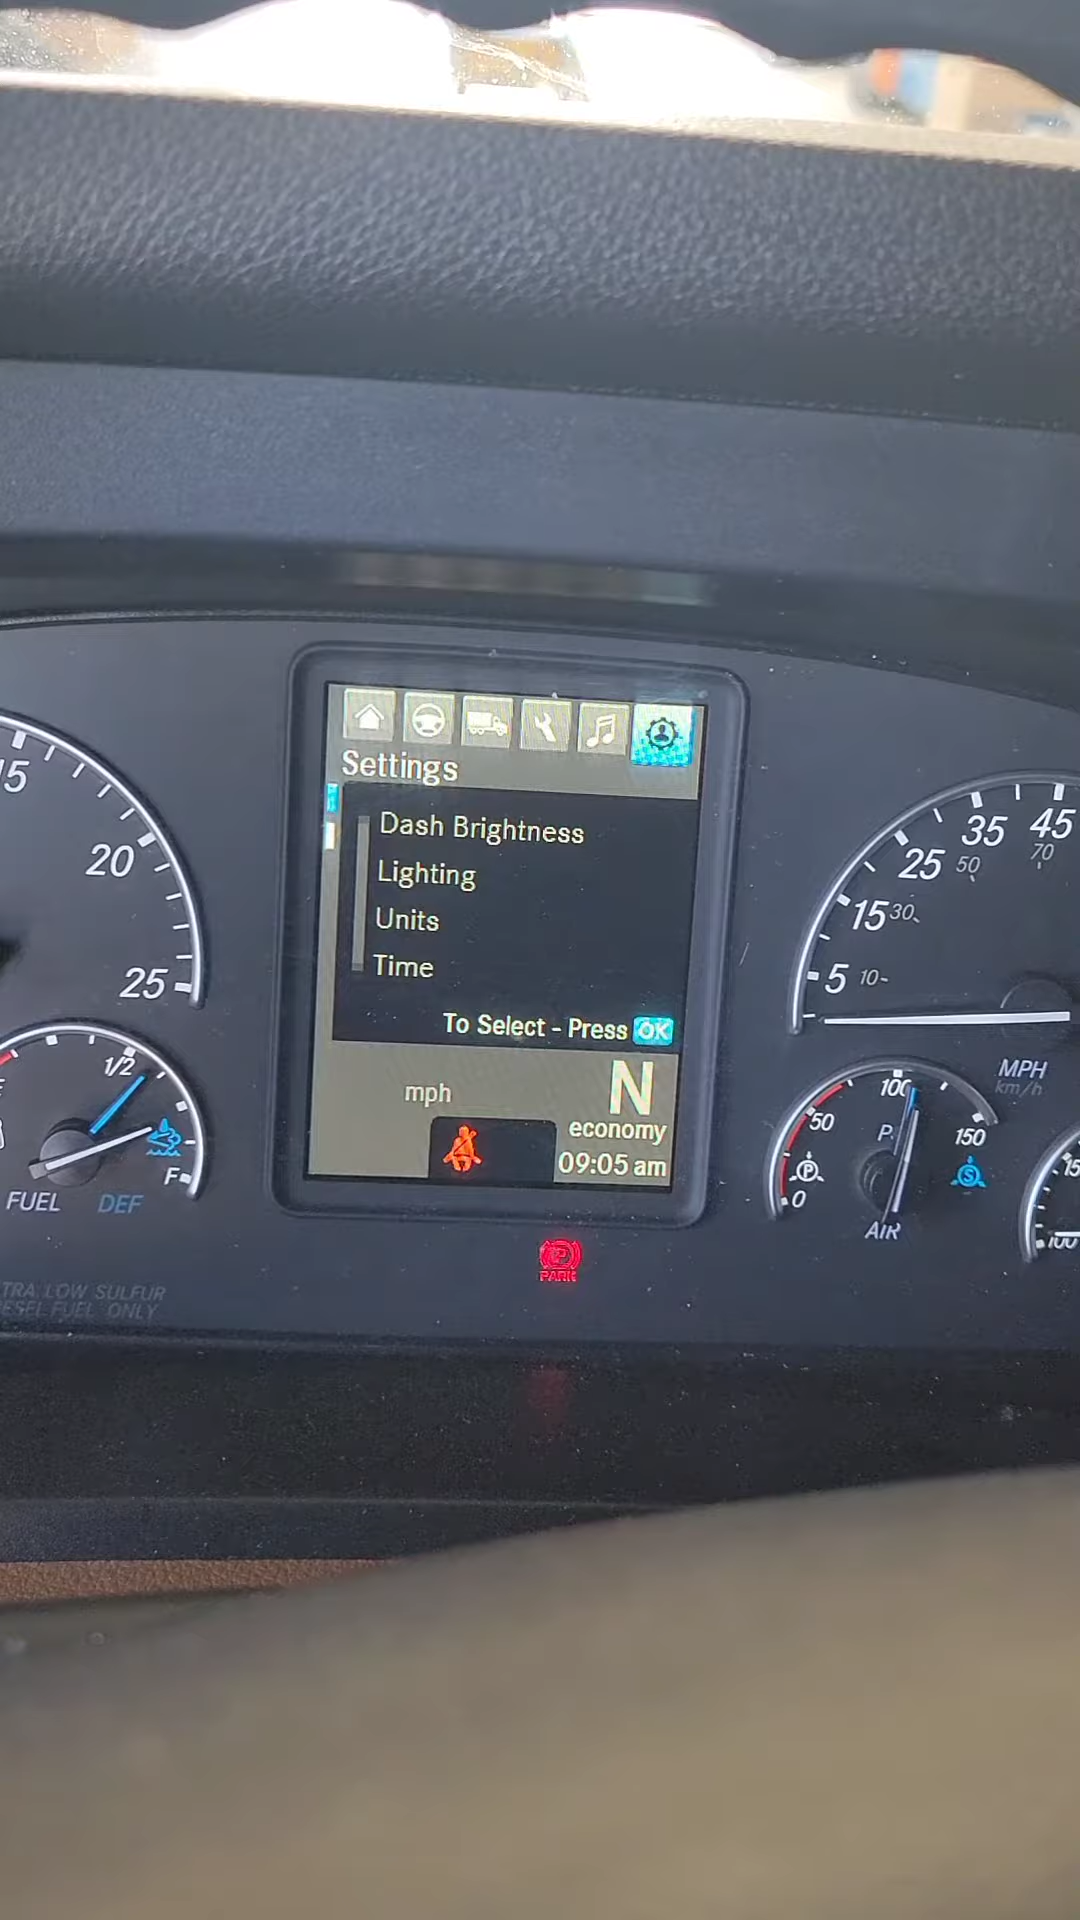 Settings
Dash Brightness
Lighting
Units
Time
To Select - Press OK
mph
N
economy
09:05 am
15
20
25
1/2
F
FUEL
DEF
TRA LOW SULFUR
ESEL FUEL ONLY
PARK
5
15
25
35
45
10
30
50
70
MPH
km/h
0
50
100
150
P
S
AIR
15
100